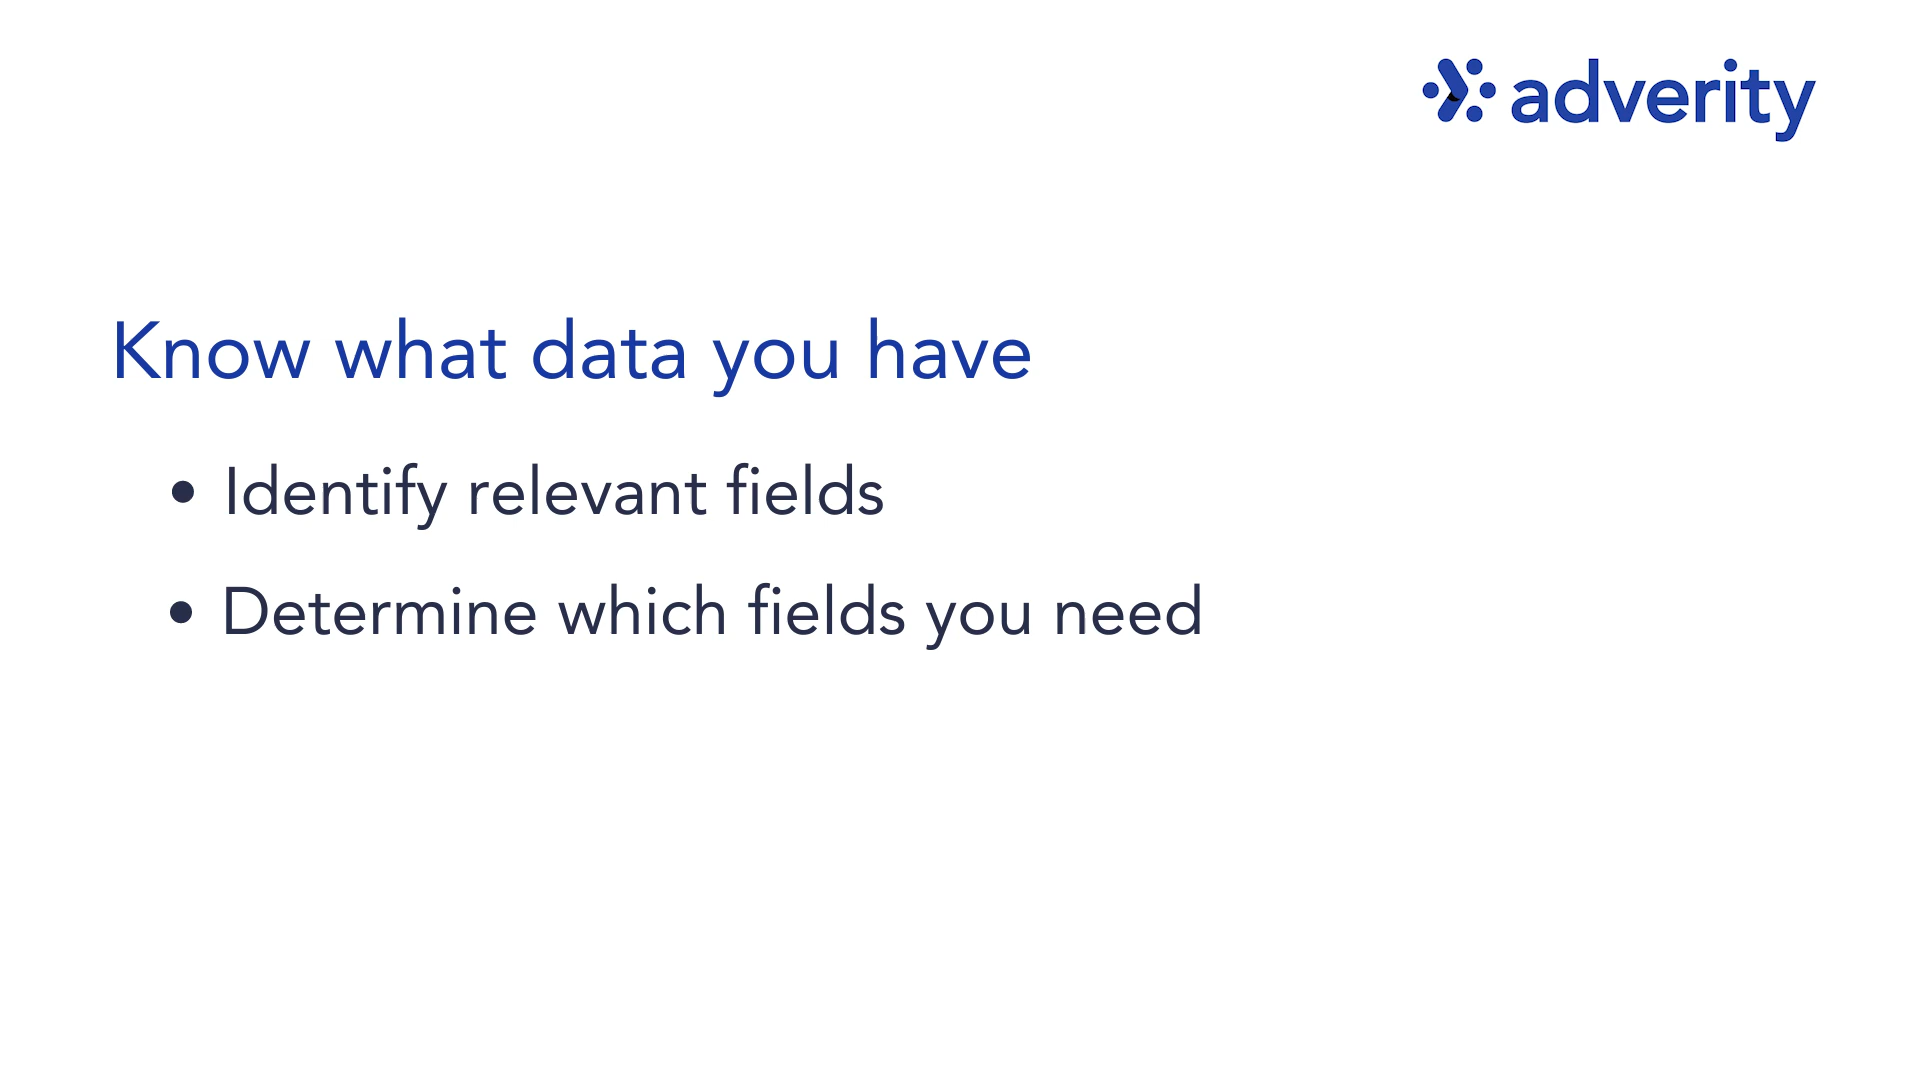 adverity
Know what data you have
• Identify relevant fields
• Determine which fields you need